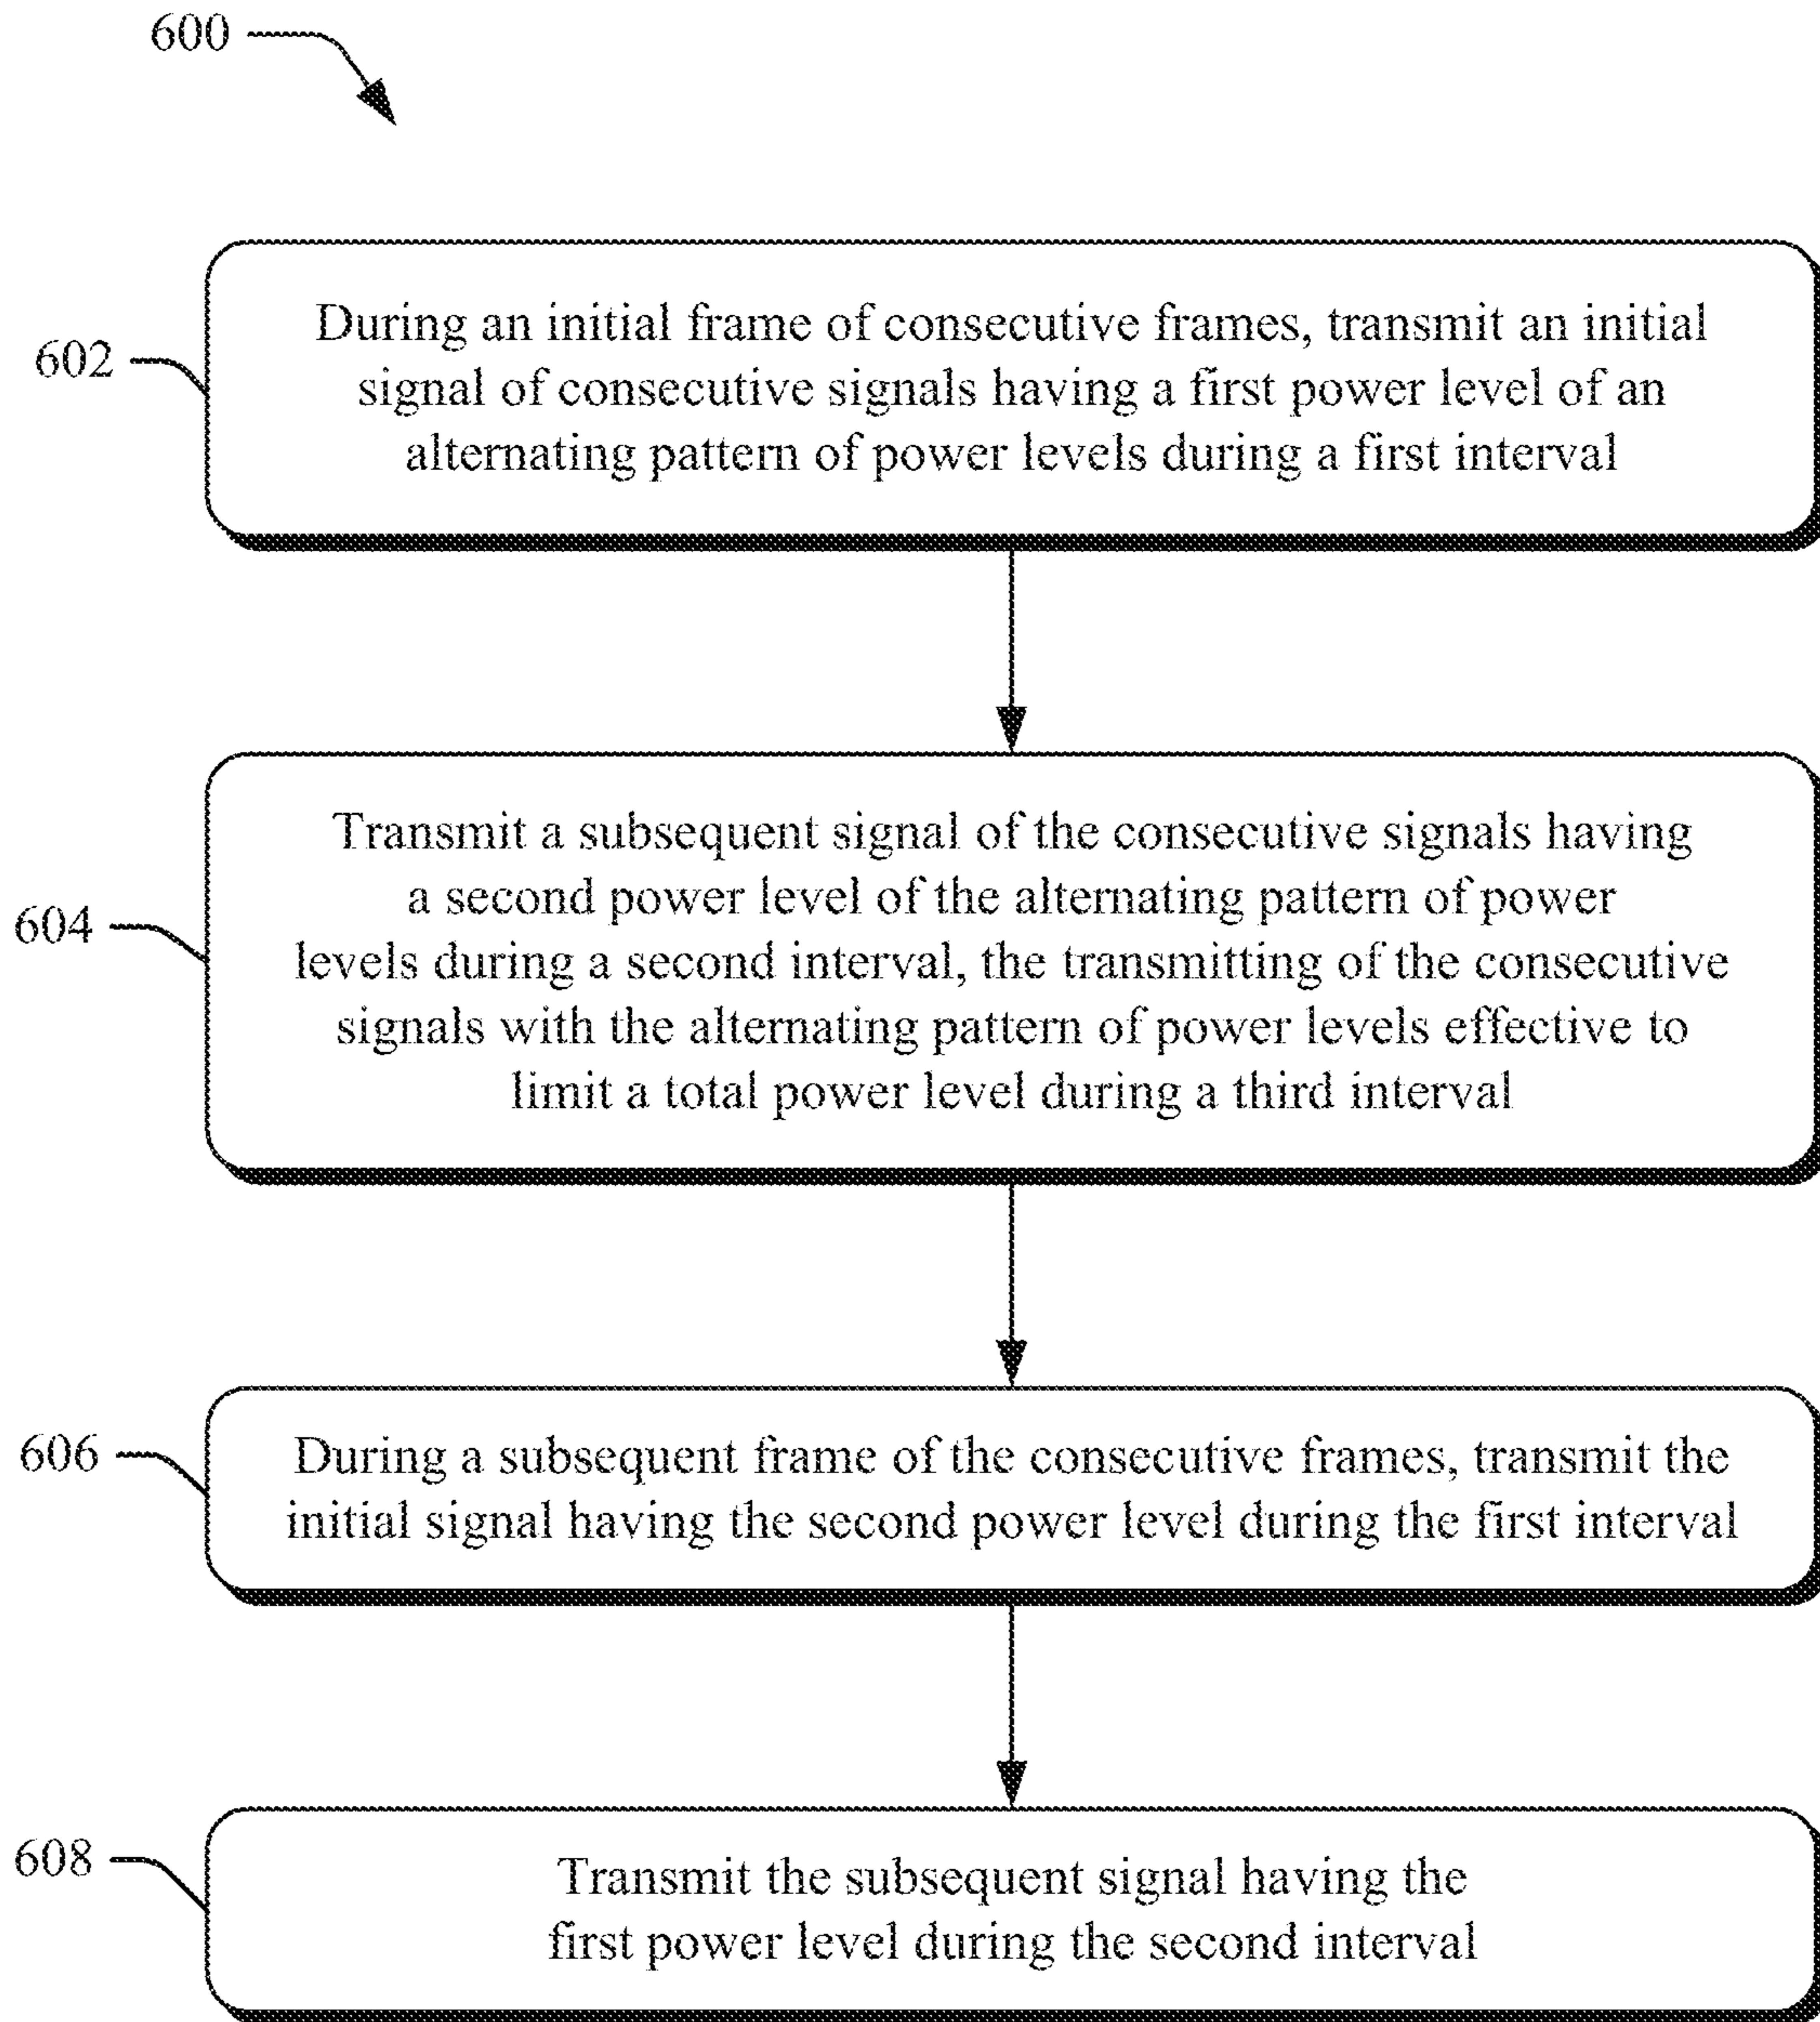 600
602
During an initial frame of consecutive frames, transmit an initial
signal of consecutive signals having a first power level of an
alternating pattern of power levels during a first interval
604
Transmit a subsequent signal of the consecutive signals having
a second power level of the alternating pattern of power
levels during a second interval, the transmitting of the consecutive
signals with the alternating pattern of power levels effective to
limit a total power level during a third interval
606
During a subsequent frame of the consecutive frames, transmit the
initial signal having the second power level during the first interval
608
Transmit the subsequent signal having the
first power level during the second interval